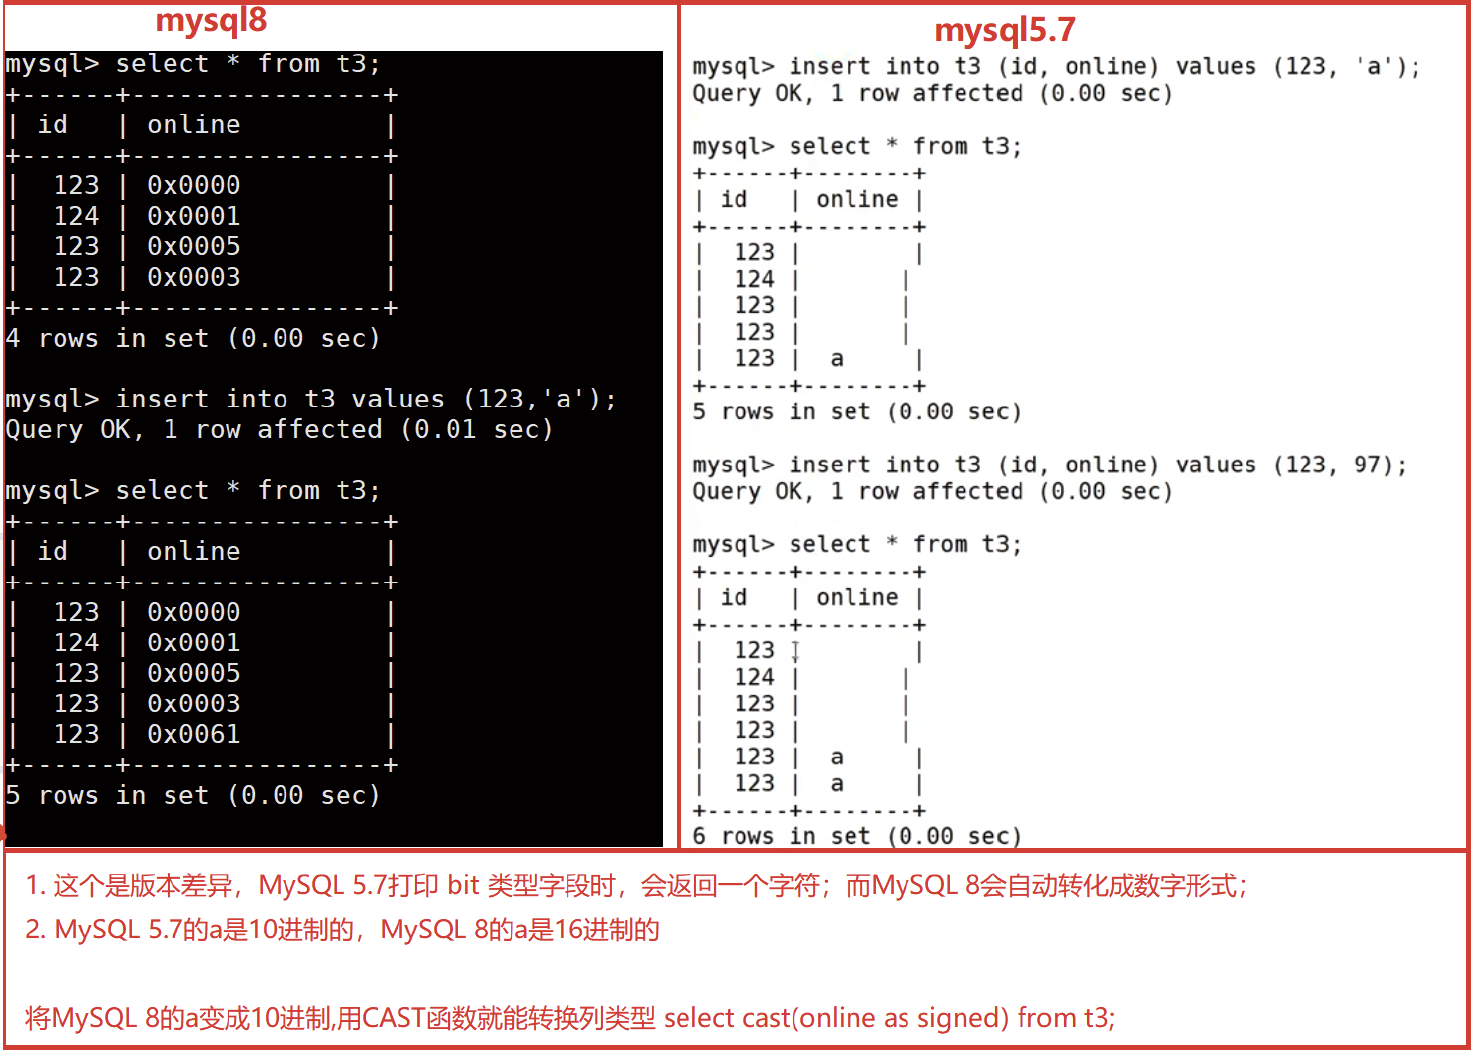 mysql8
mysql> select * from t3;
+------+----------------+
| id   | online         |
+------+----------------+
|  123 | 0x0000         |
|  124 | 0x0001         |
|  123 | 0x0005         |
|  123 | 0x0003         |
+------+----------------+
4 rows in set (0.00 sec)
mysql> insert into t3 values (123,'a');
Query OK, 1 row affected (0.01 sec)
mysql> select * from t3;
+------+----------------+
| id   | online         |
+------+----------------+
|  123 | 0x0000         |
|  124 | 0x0001         |
|  123 | 0x0005         |
|  123 | 0x0003         |
|  123 | 0x0061         |
+------+----------------+
5 rows in set (0.00 sec)
mysql5.7
mysql> insert into t3 (id, online) values (123, 'a');
Query OK, 1 row affected (0.00 sec)
mysql> select * from t3;
+------+--------+
| id   | online |
+------+--------+
|  123 |        |
|  124 |       |
|  123 |       |
|  123 |       |
|  123 |  a     |
+------+--------+
5 rows in set (0.00 sec)
mysql> insert into t3 (id, online) values (123, 97);
Query OK, 1 row affected (0.00 sec)
mysql> select * from t3;
+------+--------+
| id   | online |
+------+--------+
|  123 |        |
|  124 |       |
|  123 |       |
|  123 |       |
|  123 |  a     |
|  123 |  a     |
+------+--------+
6 rows in set (0.00 sec)
1. 这个是版本差异，MySQL 5.7打印 bit 类型字段时，会返回一个字符；而MySQL 8会自动转化成数字形式；
2. MySQL 5.7的a是10进制的，MySQL 8的a是16进制的
将MySQL 8的a变成10进制,用CAST函数就能转换列类型 select cast(online as signed) from t3;